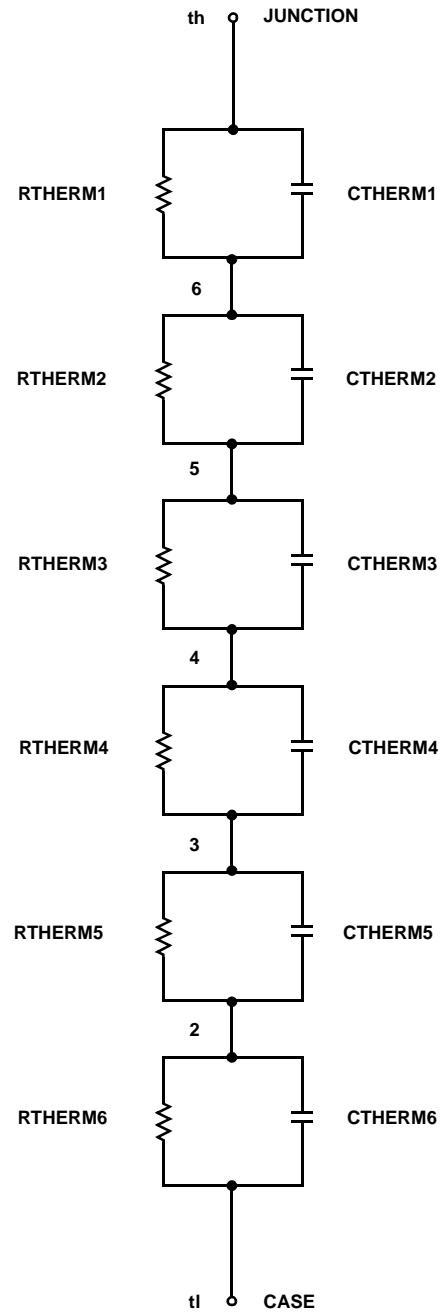 th JUNCTION
RTHERM1 CTHERM1
6
RTHERM2 CTHERM2
5
RTHERM3 CTHERM3
4
RTHERM4 CTHERM4
3
RTHERM5 CTHERM5
2
RTHERM6 CTHERM6
tl CASE